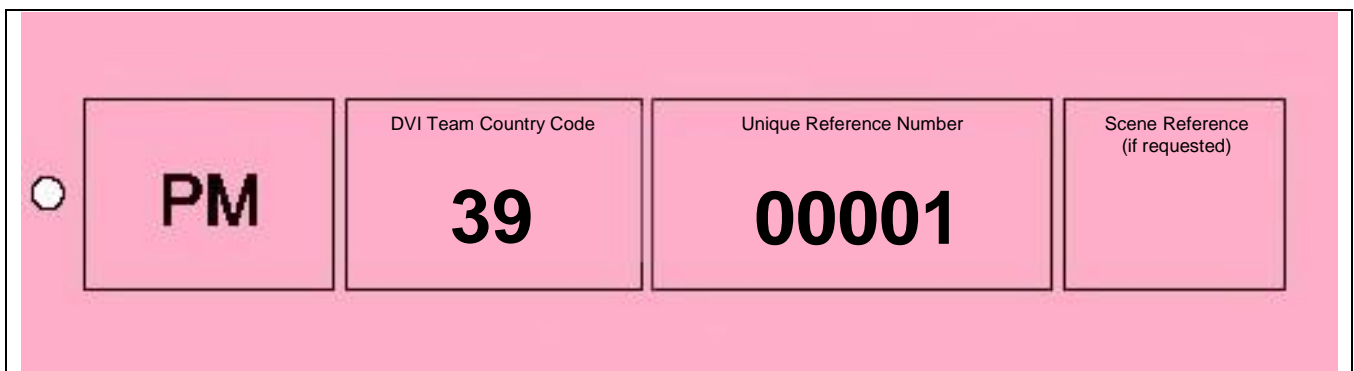 DVI Team Country Code
Unique Reference Number
Scene Reference
(if requested)
PM
39
00001